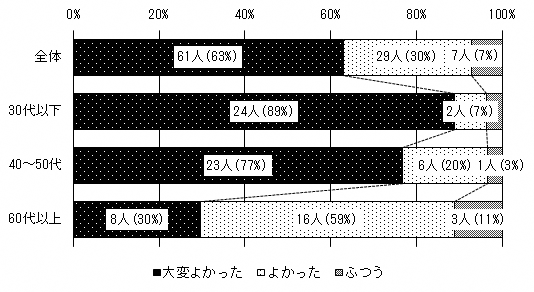 0% 20% 40% 60% 80% 100%
全体 61人(63%) 29人(30%) 7人(7%)
30代以下 24人(89%) 2人(7%)
40～50代 23人(77%) 6人(20%) 1人(3%)
60代以上 8人(30%) 16人(59%) 3人(11%)
大変よかった よかった ふつう